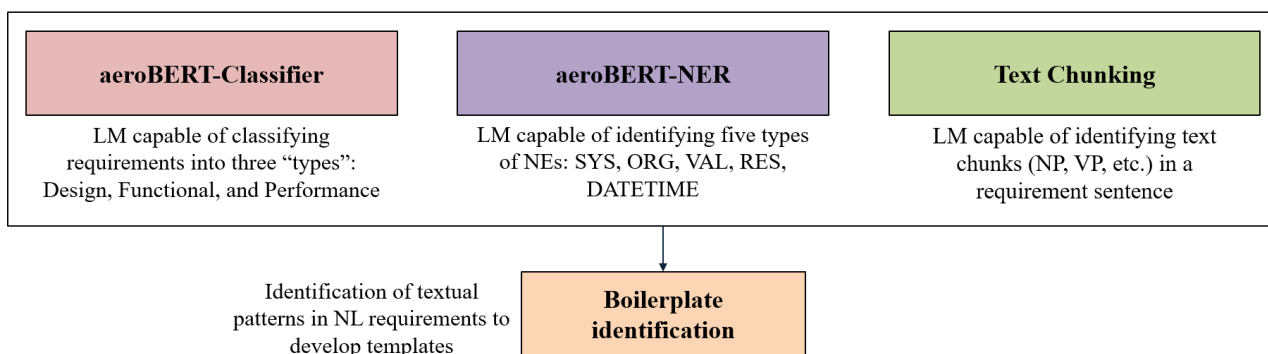 aeroBERT-Classifier
LM capable of classifying
requirements into three “types”:
Design, Functional, and Performance
aeroBERT-NER
LM capable of identifying five types
of NEs: SYS, ORG, VAL, RES,
DATETIME
Text Chunking
LM capable of identifying text
chunks (NP, VP, etc.) in a
requirement sentence
Identification of textual
patterns in NL requirements to
develop templates
Boilerplate
identification